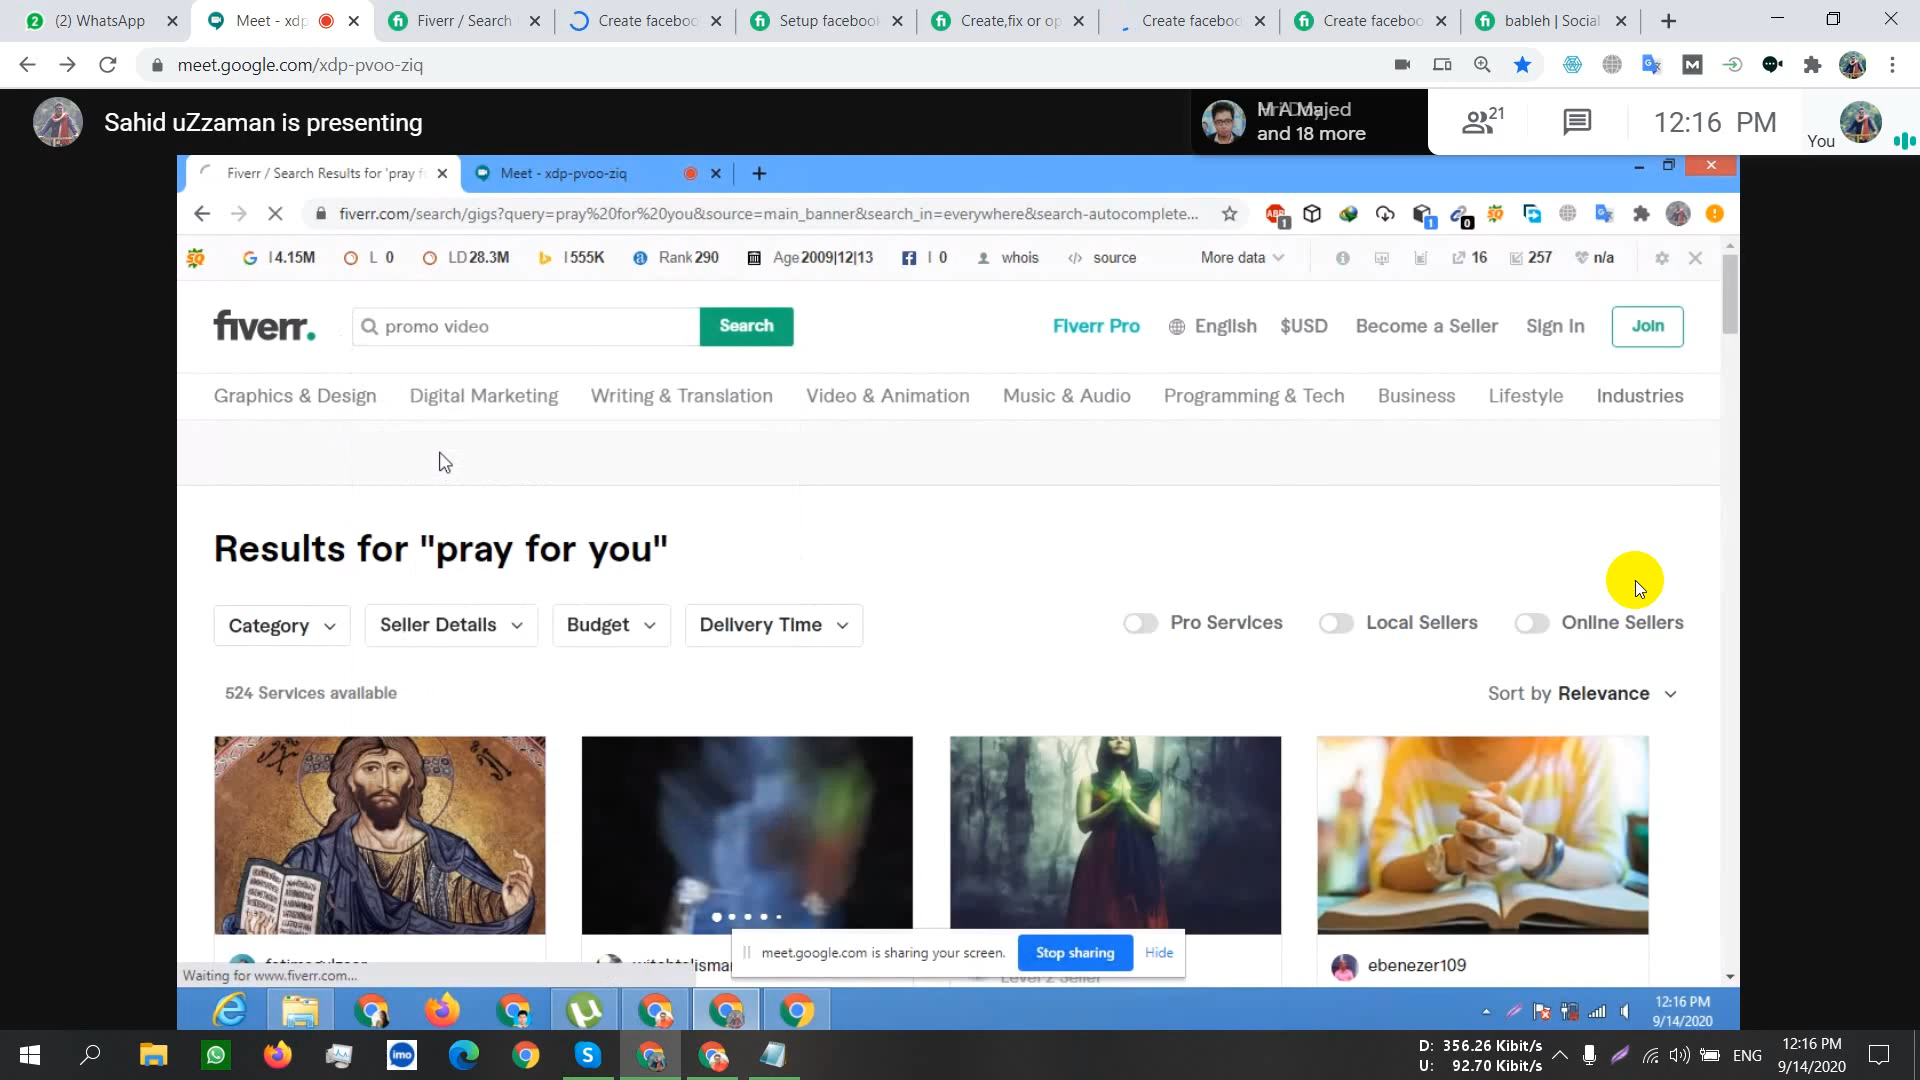 (2) WhatsApp
Meet - xdp
Fiverr / Search
Create faceboo
Setup facebook
Create,fix or op
Create faceboo
Create faceboo
bableh | Social
meet.google.com/xdp-pvoo-ziq
Sahid uZzaman is presenting
M A Majed
and 18 more
21
12:16 PM
You
Fiverr / Search Results for 'pray f
Meet - xdp-pvoo-ziq
fiverr.com/search/gigs?query=pray%20for%20you&source=main_banner&search_in=everywhere&search-autocomplete...
I 4.15M
L 0
LD 28.3M
I 555K
Rank 290
Age 2009|12|13
I 0
whois
source
More data
16
257
n/a
fiverr.
promo video
Search
Fiverr Pro
English
$USD
Become a Seller
Sign In
Join
Graphics & Design
Digital Marketing
Writing & Translation
Video & Animation
Music & Audio
Programming & Tech
Business
Lifestyle
Industries
Results for "pray for you"
Category
Seller Details
Budget
Delivery Time
Pro Services
Local Sellers
Online Sellers
524 Services available
Sort by Relevance
ebenezer109
Level 2 Seller
meet.google.com is sharing your screen.
Stop sharing
Hide
Waiting for www.fiverr.com...
12:16 PM
9/14/2020
imo
D: 356.26 Kibit/s
U: 92.70 Kibit/s
ENG
12:16 PM
9/14/2020